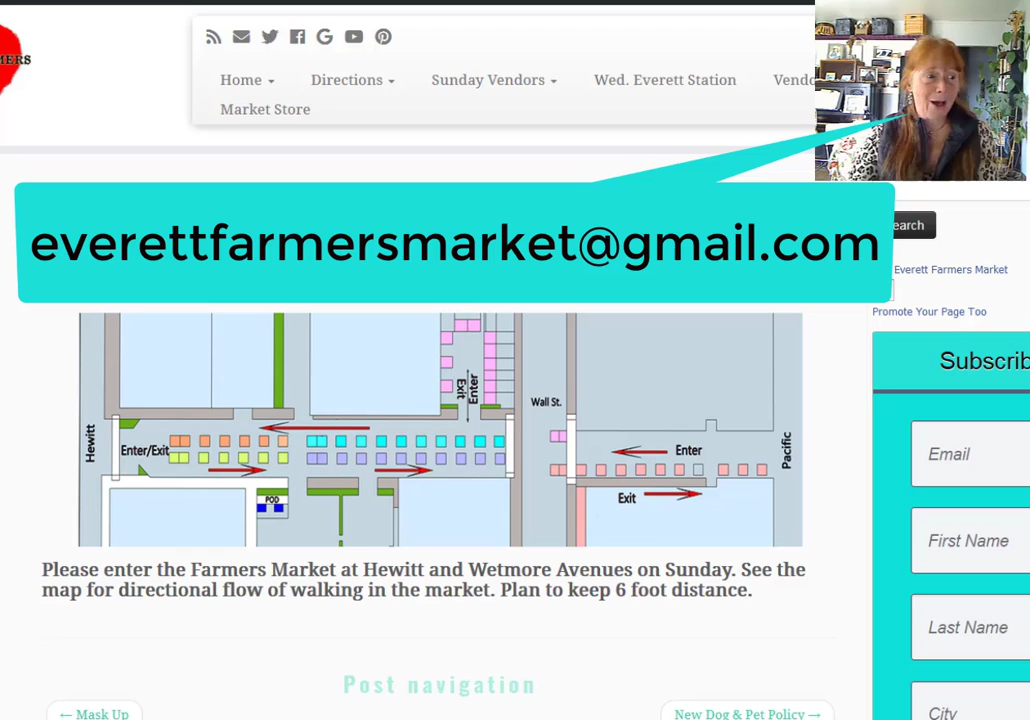 ERS
Home
Directions
Sunday Vendors
Wed. Everett Station
Market Store
everettfarmersmarket@gmail.com
earch
Everett Farmers Market
Promote Your Page Too
Subscrib
Email
First Name
Last Name
City
Hewitt
Enter/Exit
POD
Exit
Enter
Wall St.
Enter
Exit
Pacific
Please enter the Farmers Market at Hewitt and Wetmore Avenues on Sunday. See the
map for directional flow of walking in the market. Plan to keep 6 foot distance.
Post navigation
← Mask Up
New Dog & Pet Policy →